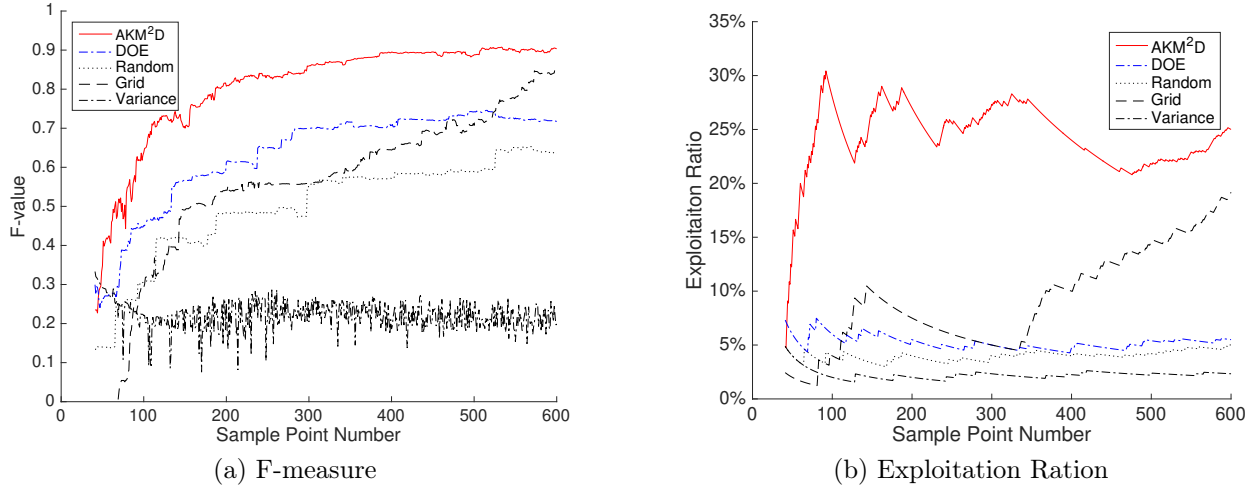 1
0.9
0.8
0.7
0.6
0.5
0.4
0.3
0.2
0.1
0
F-value
AKM²D
DOE
Random
Grid
Variance
0 100 200 300 400 500 600
Sample Point Number
(a) F-measure
35%
30%
25%
20%
15%
10%
5%
0%
Exploitaiton Ratio
AKM²D
DOE
Random
Grid
Variance
0 100 200 300 400 500 600
Sample Point Number
(b) Exploitation Ration